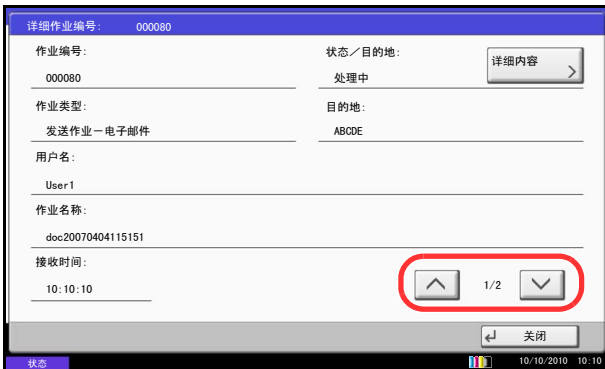 详细作业编号: 000080
作业编号:
000080
状态／目的地:
处理中
详细内容
作业类型:
发送作业－电子邮件
目的地:
ABCDE
用户名:
User1
作业名称:
doc20070404115151
接收时间:
10:10:10
1/2
关闭
状态
10/10/2010 10:10